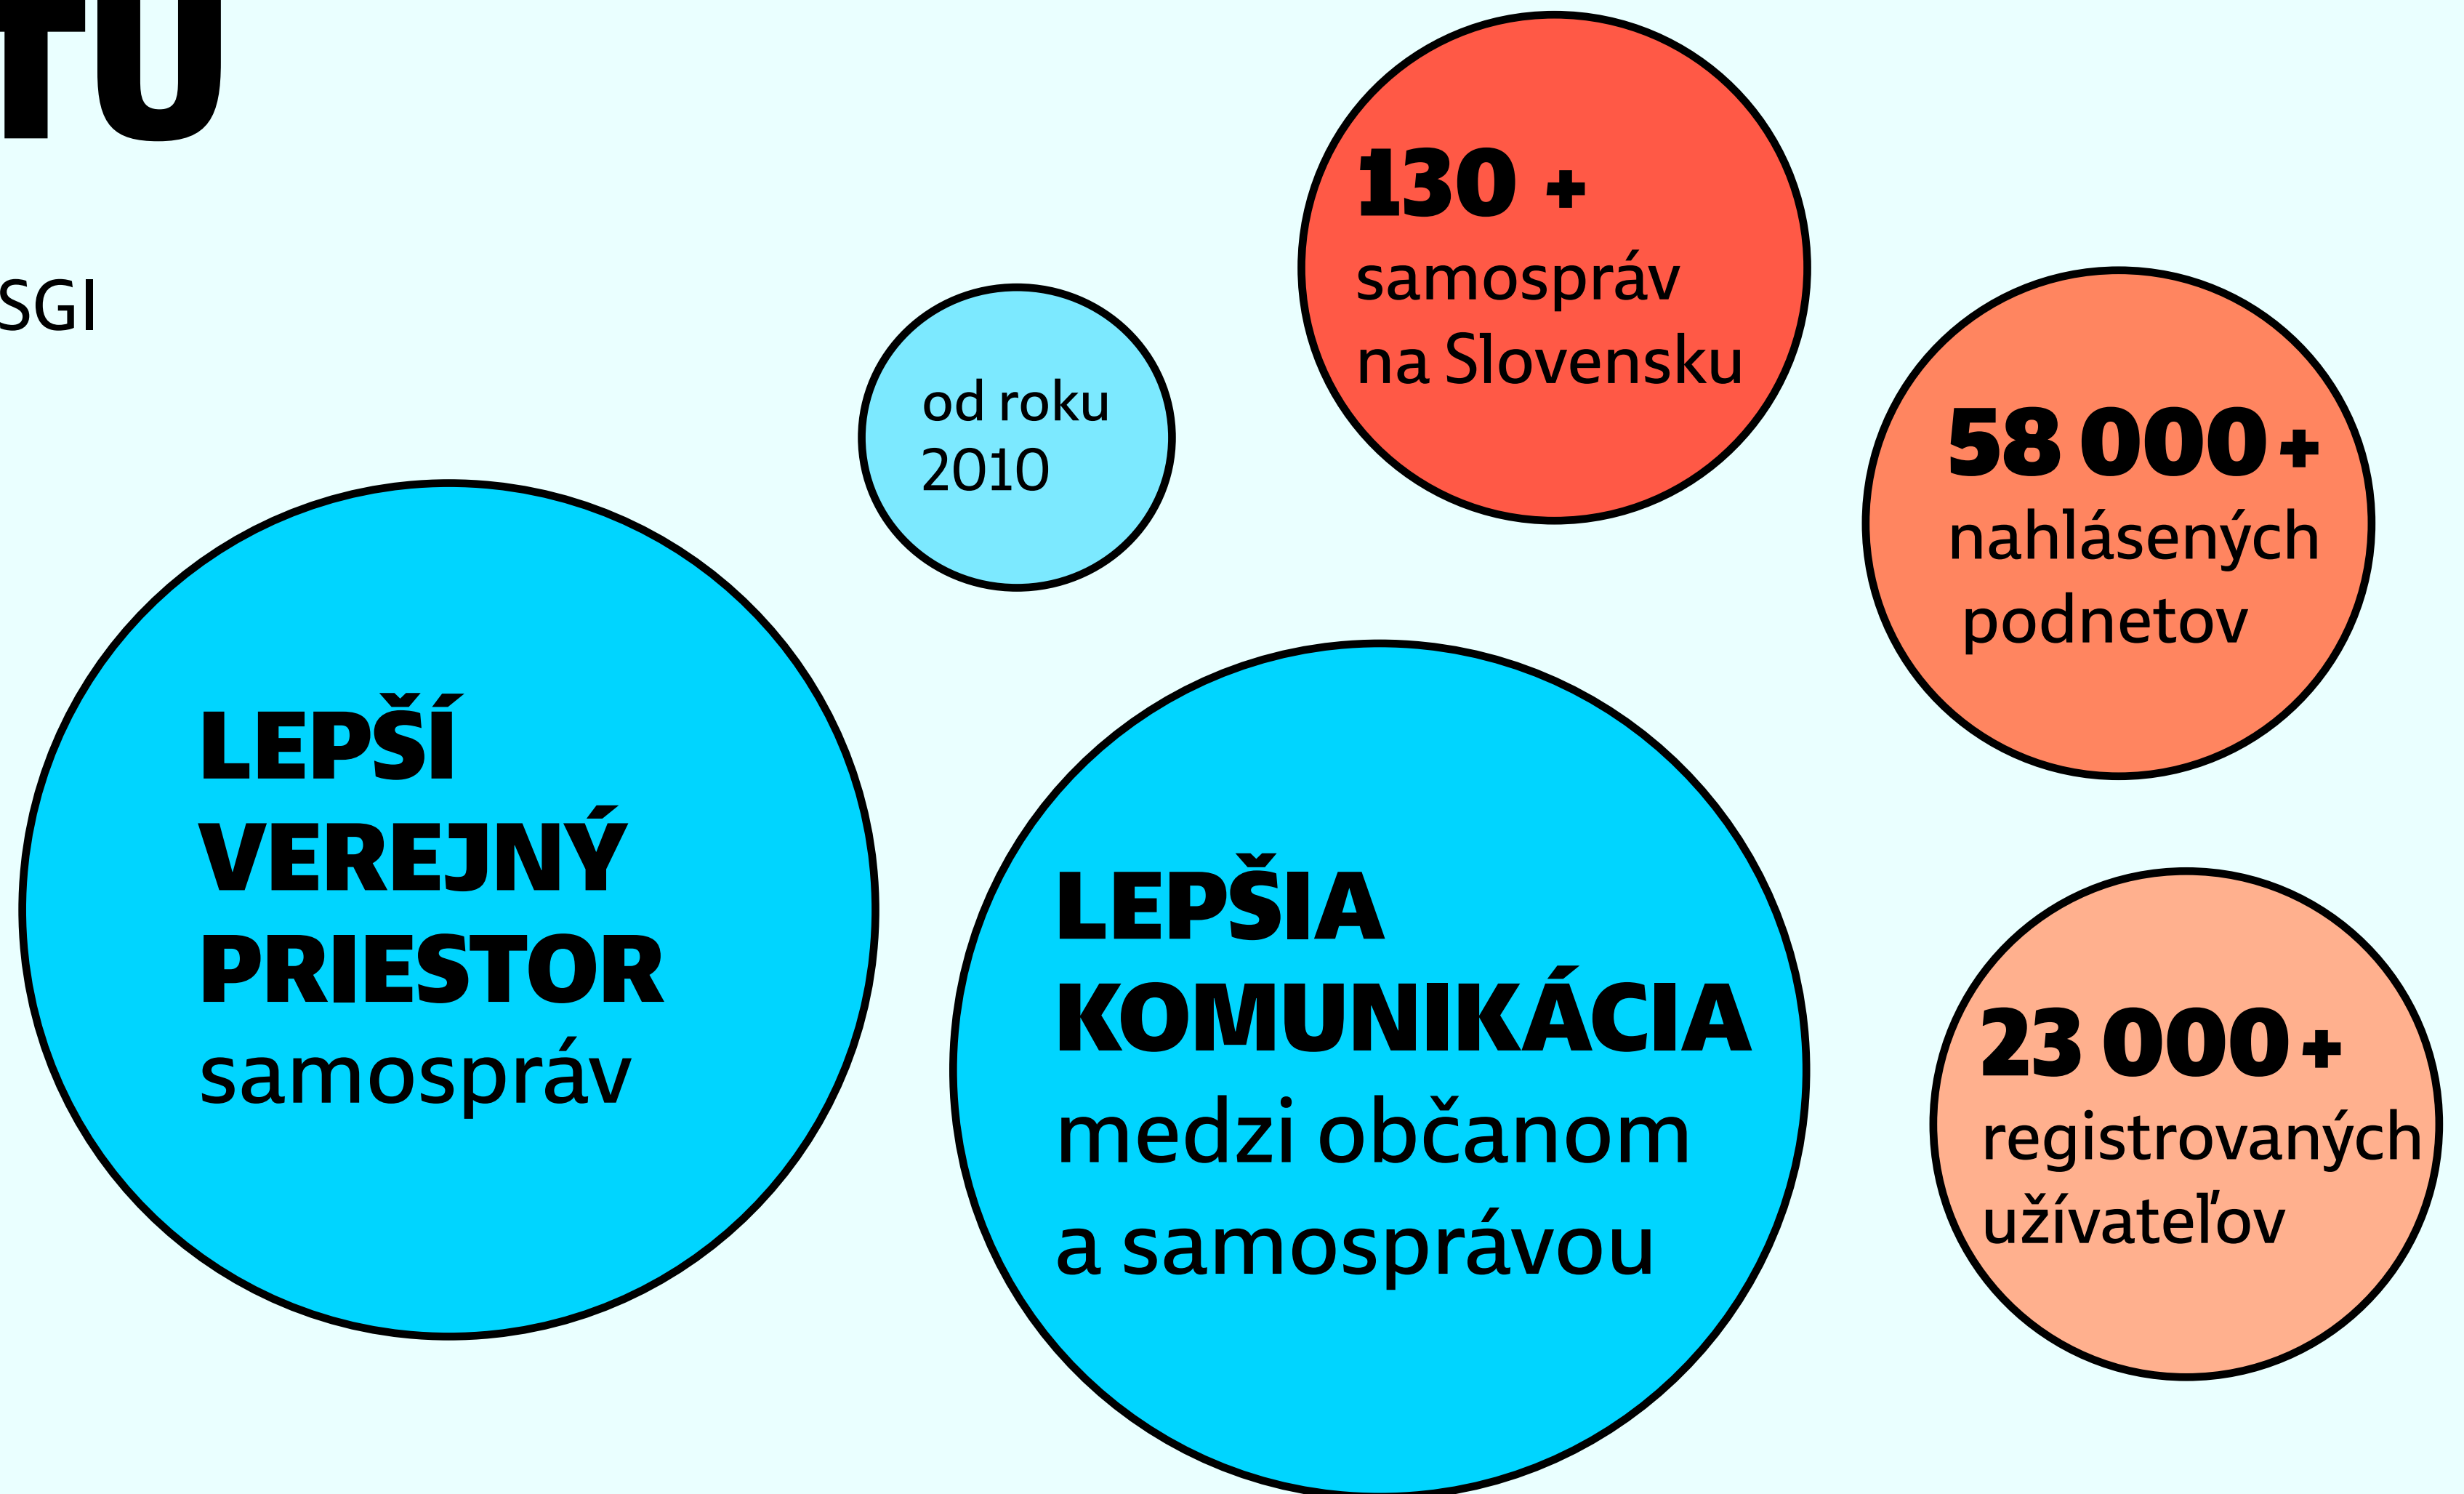 TU
SGI
od roku
2010
130 +
samospráv
na Slovensku
58 000 +
nahlásených
podnetov
LEPŠÍ
VEREJNÝ
PRIESTOR
samospráv
LEPŠIA
KOMUNIKÁCIA
medzi občanom
a samosprávou
23 000 +
registrovaných
užívateľov